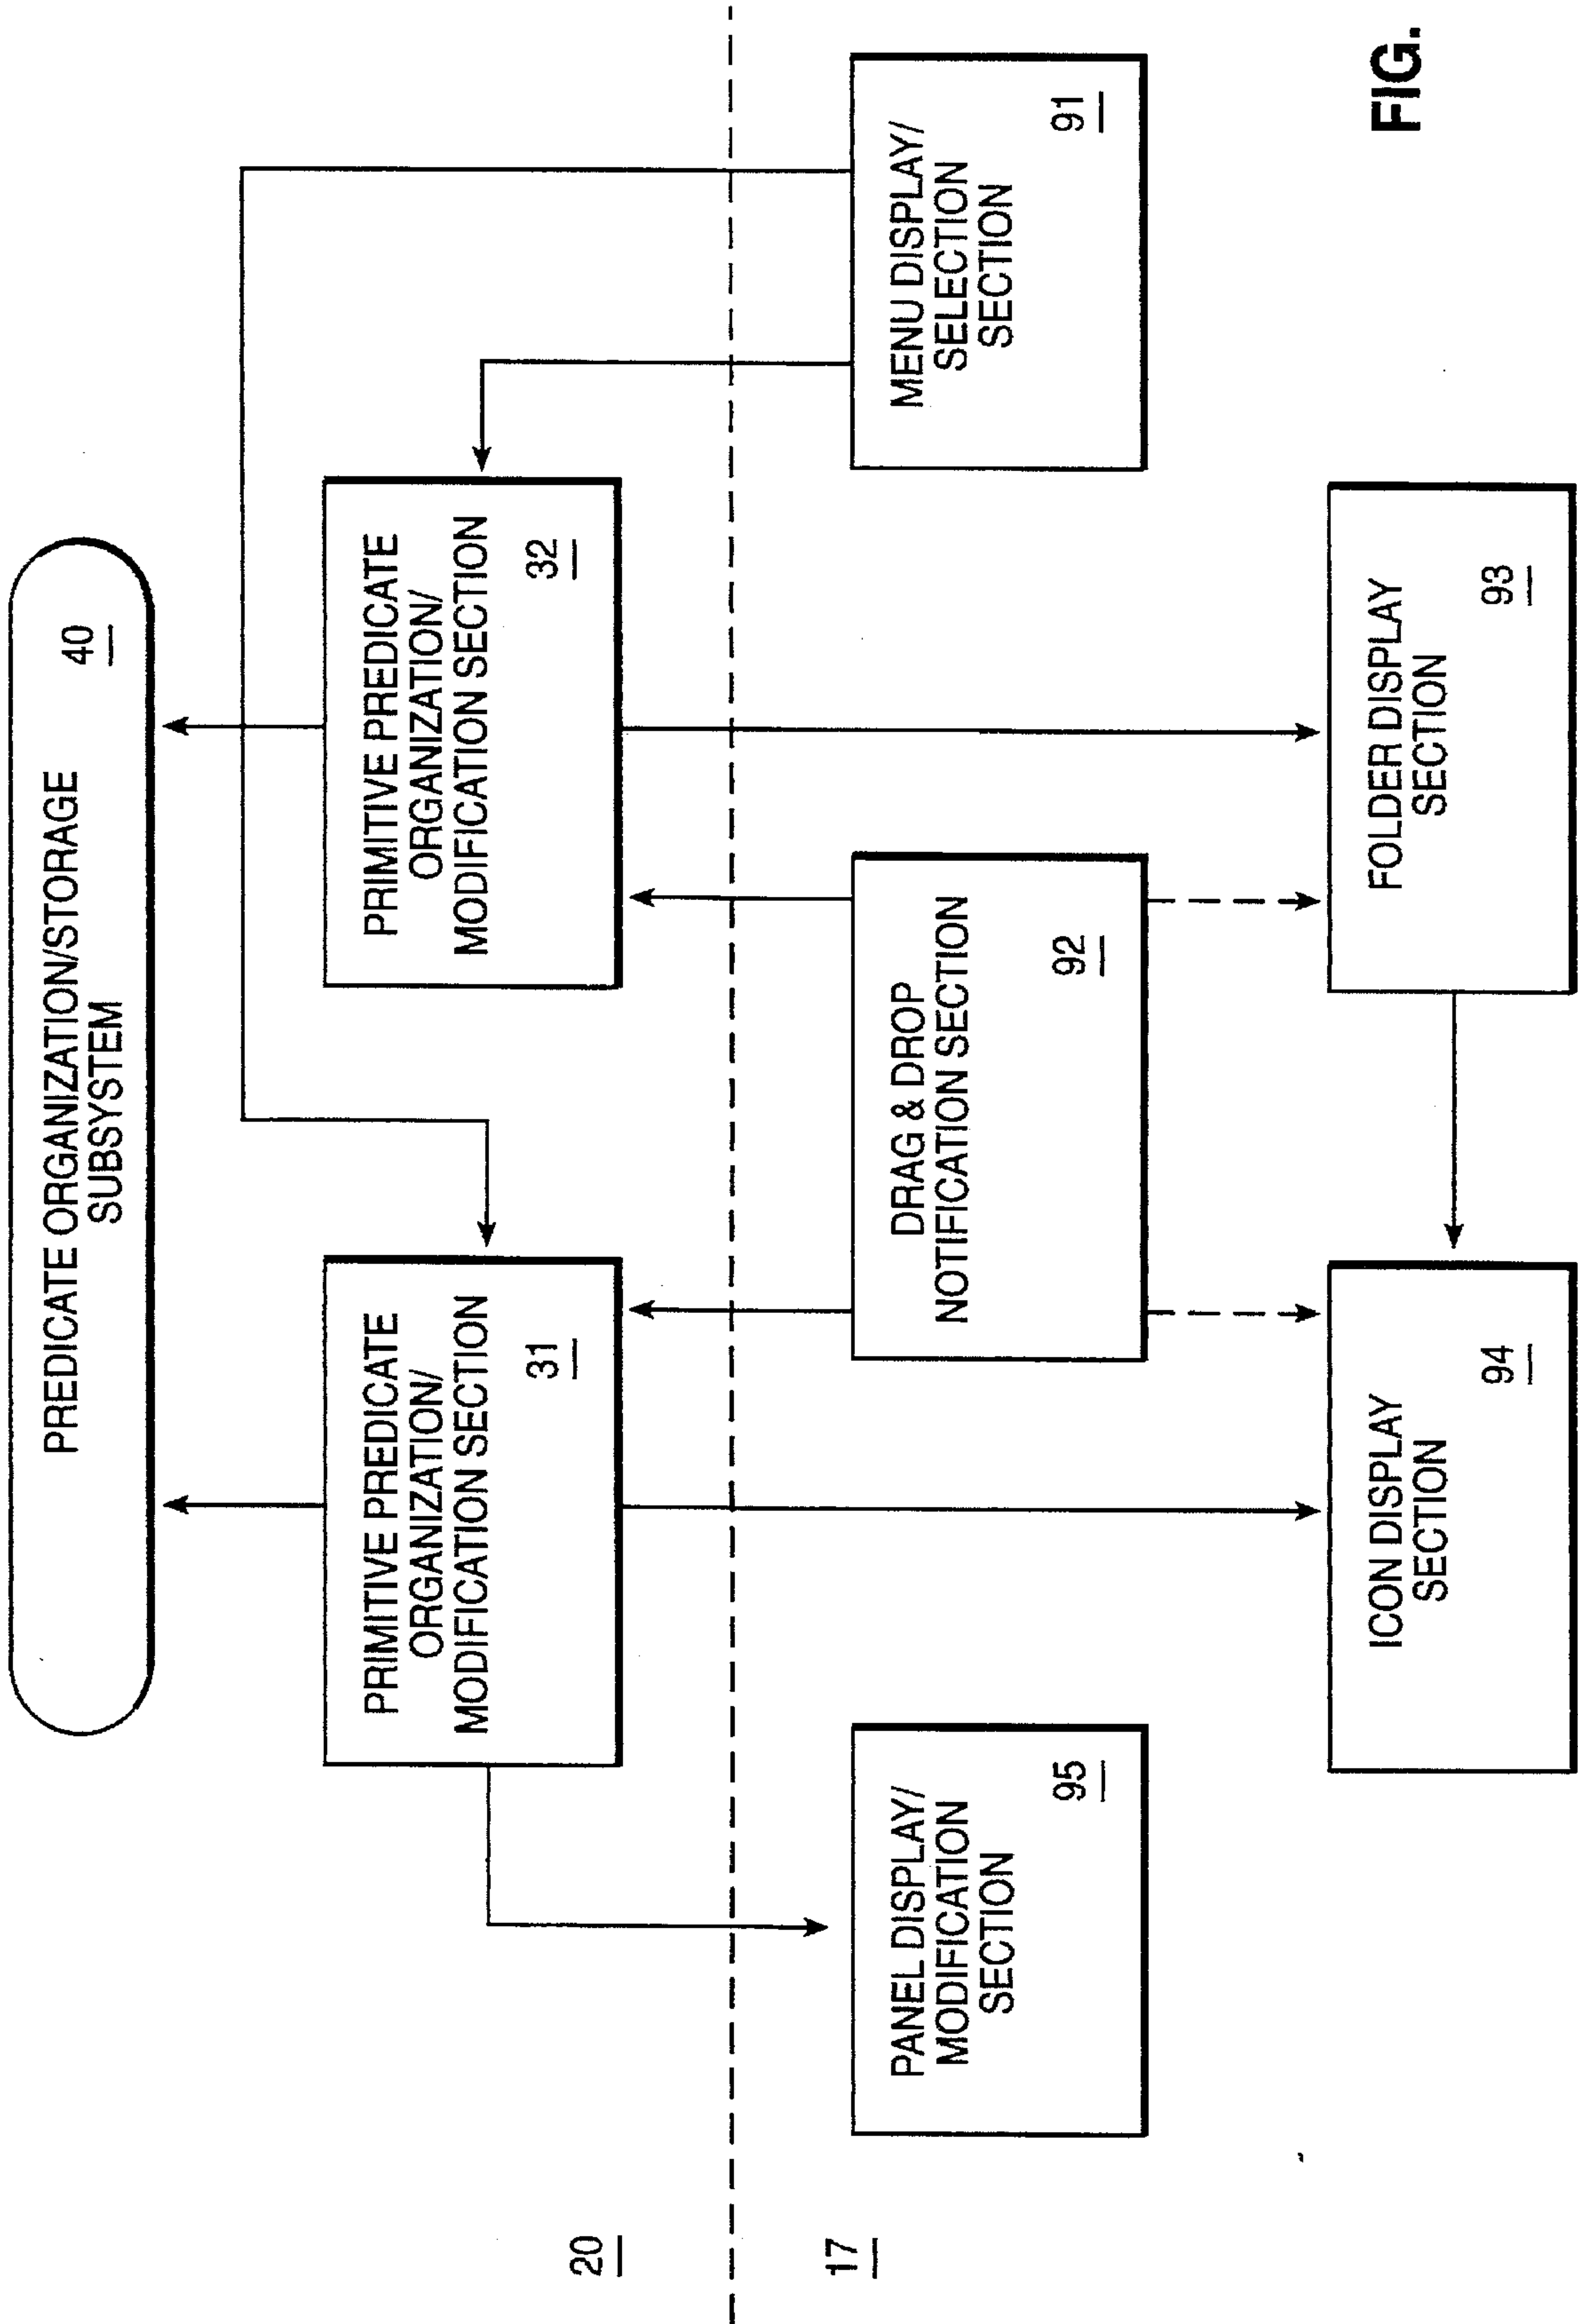 PREDICATE ORGANIZATION/STORAGE
SUBSYSTEM
40
PRIMITIVE PREDICATE
ORGANIZATION/
MODIFICATION SECTION
31
PRIMITIVE PREDICATE
ORGANIZATION/
MODIFICATION SECTION
32
20
17
PANEL DISPLAY/
MODIFICATION
SECTION
95
DRAG & DROP
NOTIFICATION SECTION
92
MENU DISPLAY/
SELECTION
SECTION
91
ICON DISPLAY
SECTION
94
FOLDER DISPLAY
SECTION
93
FIG.